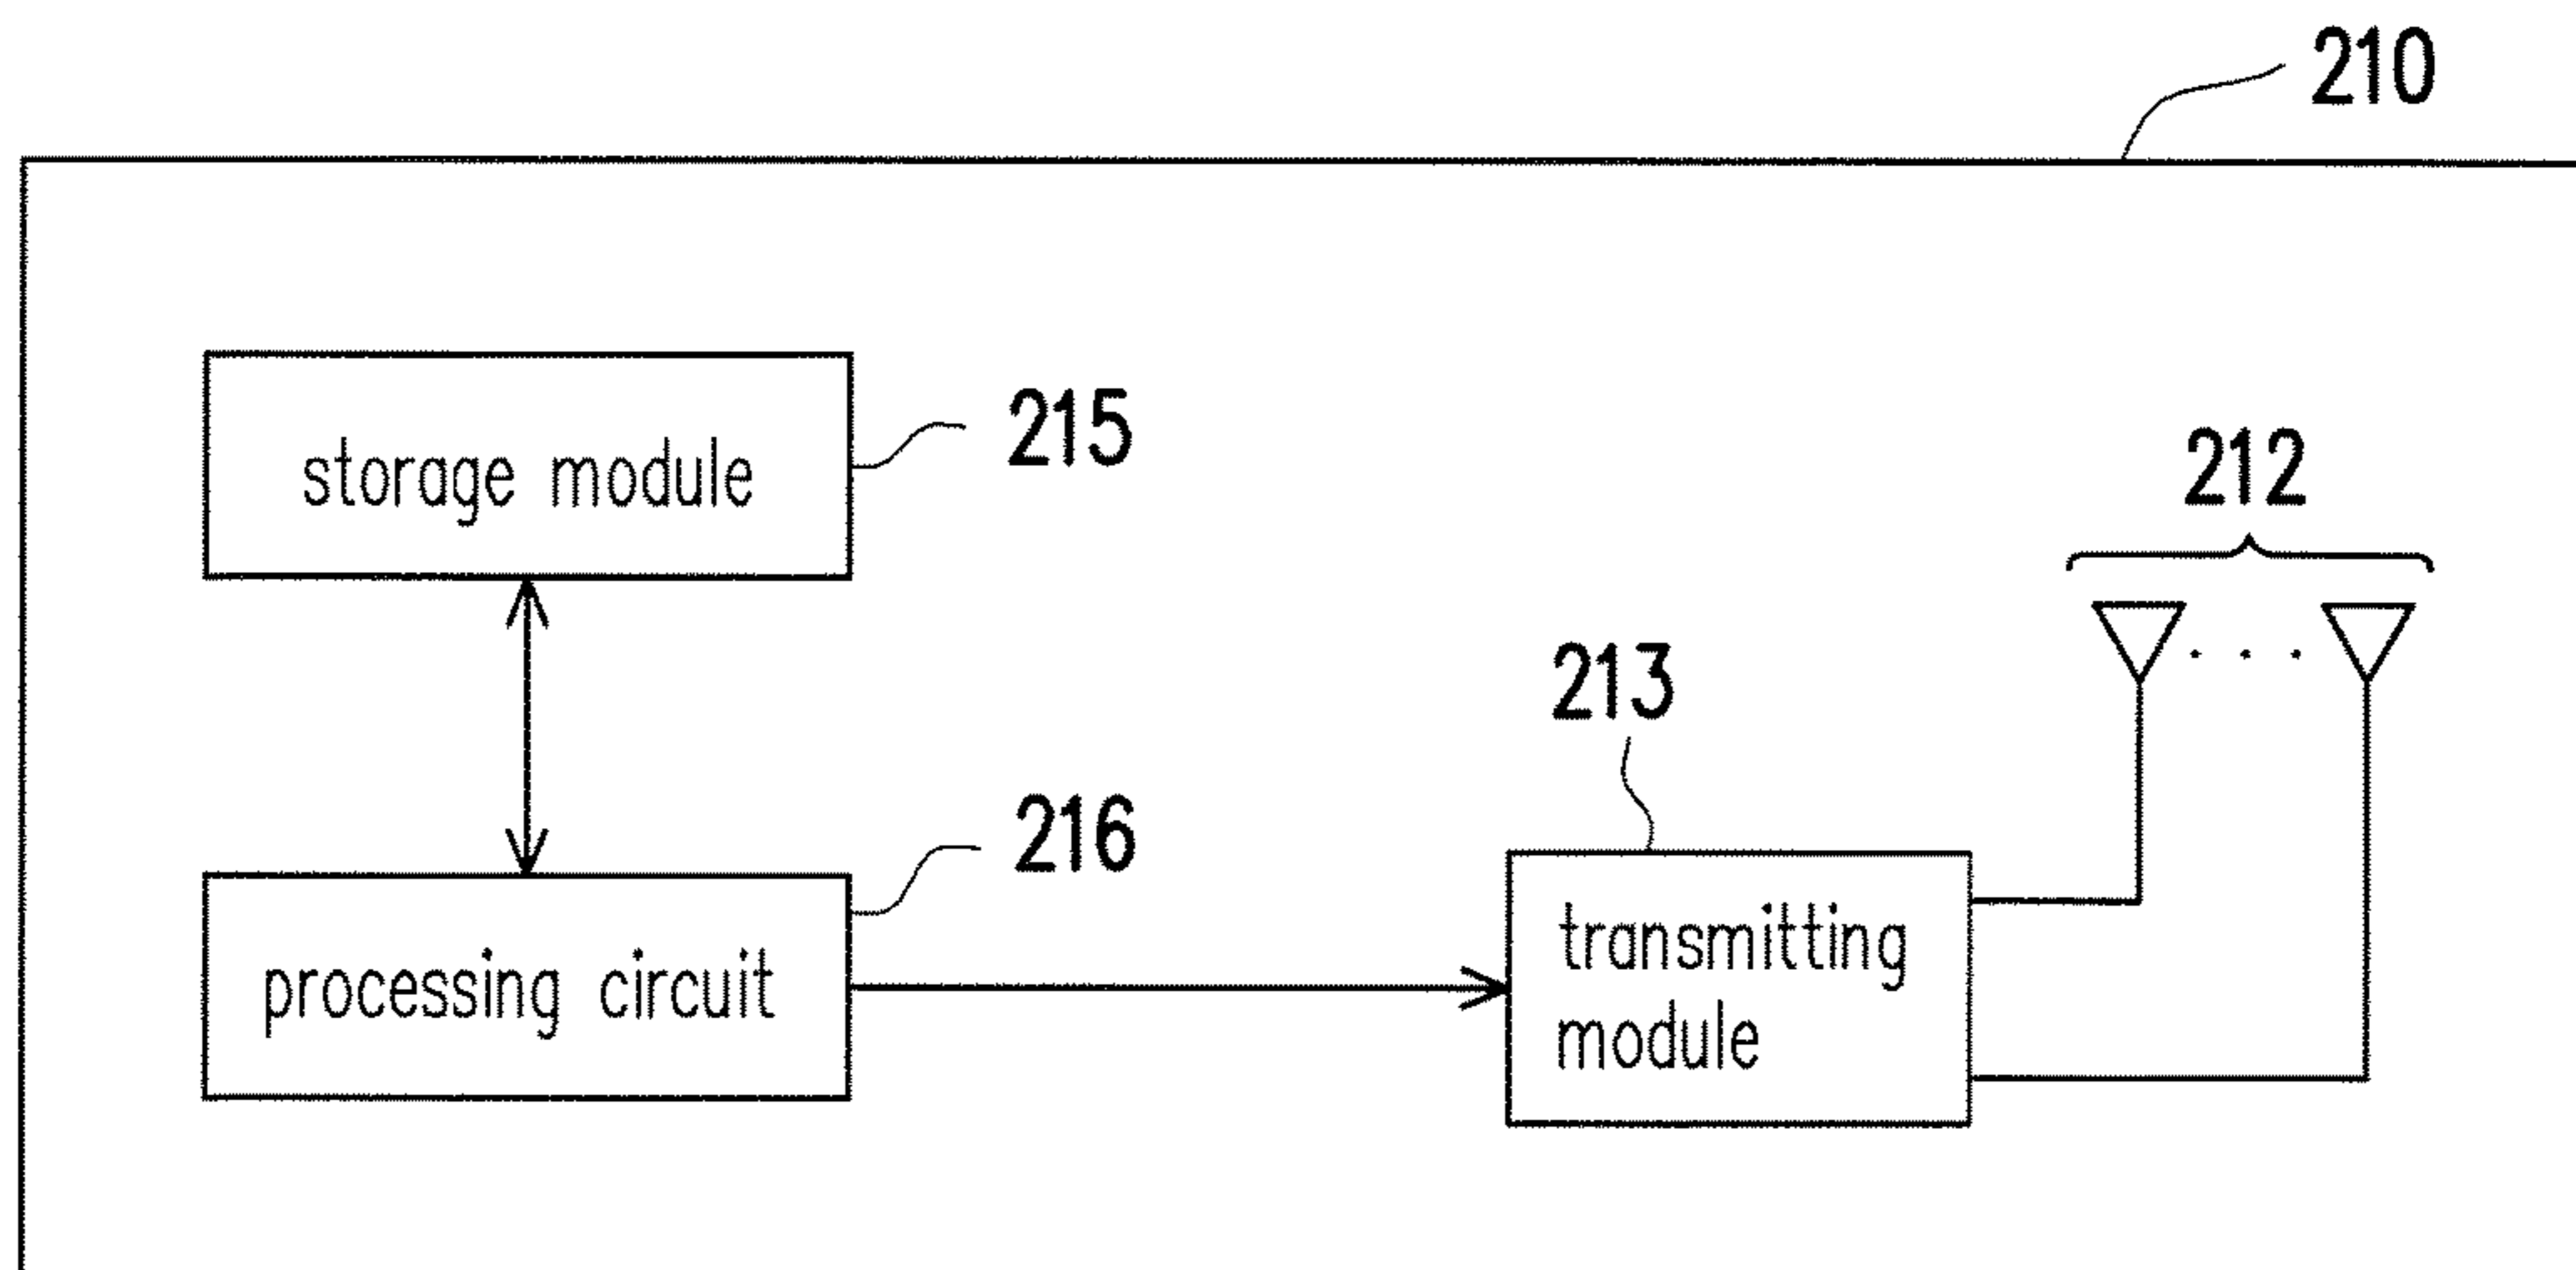 210
storage module
215
212
213
216
processing circuit
transmitting
module